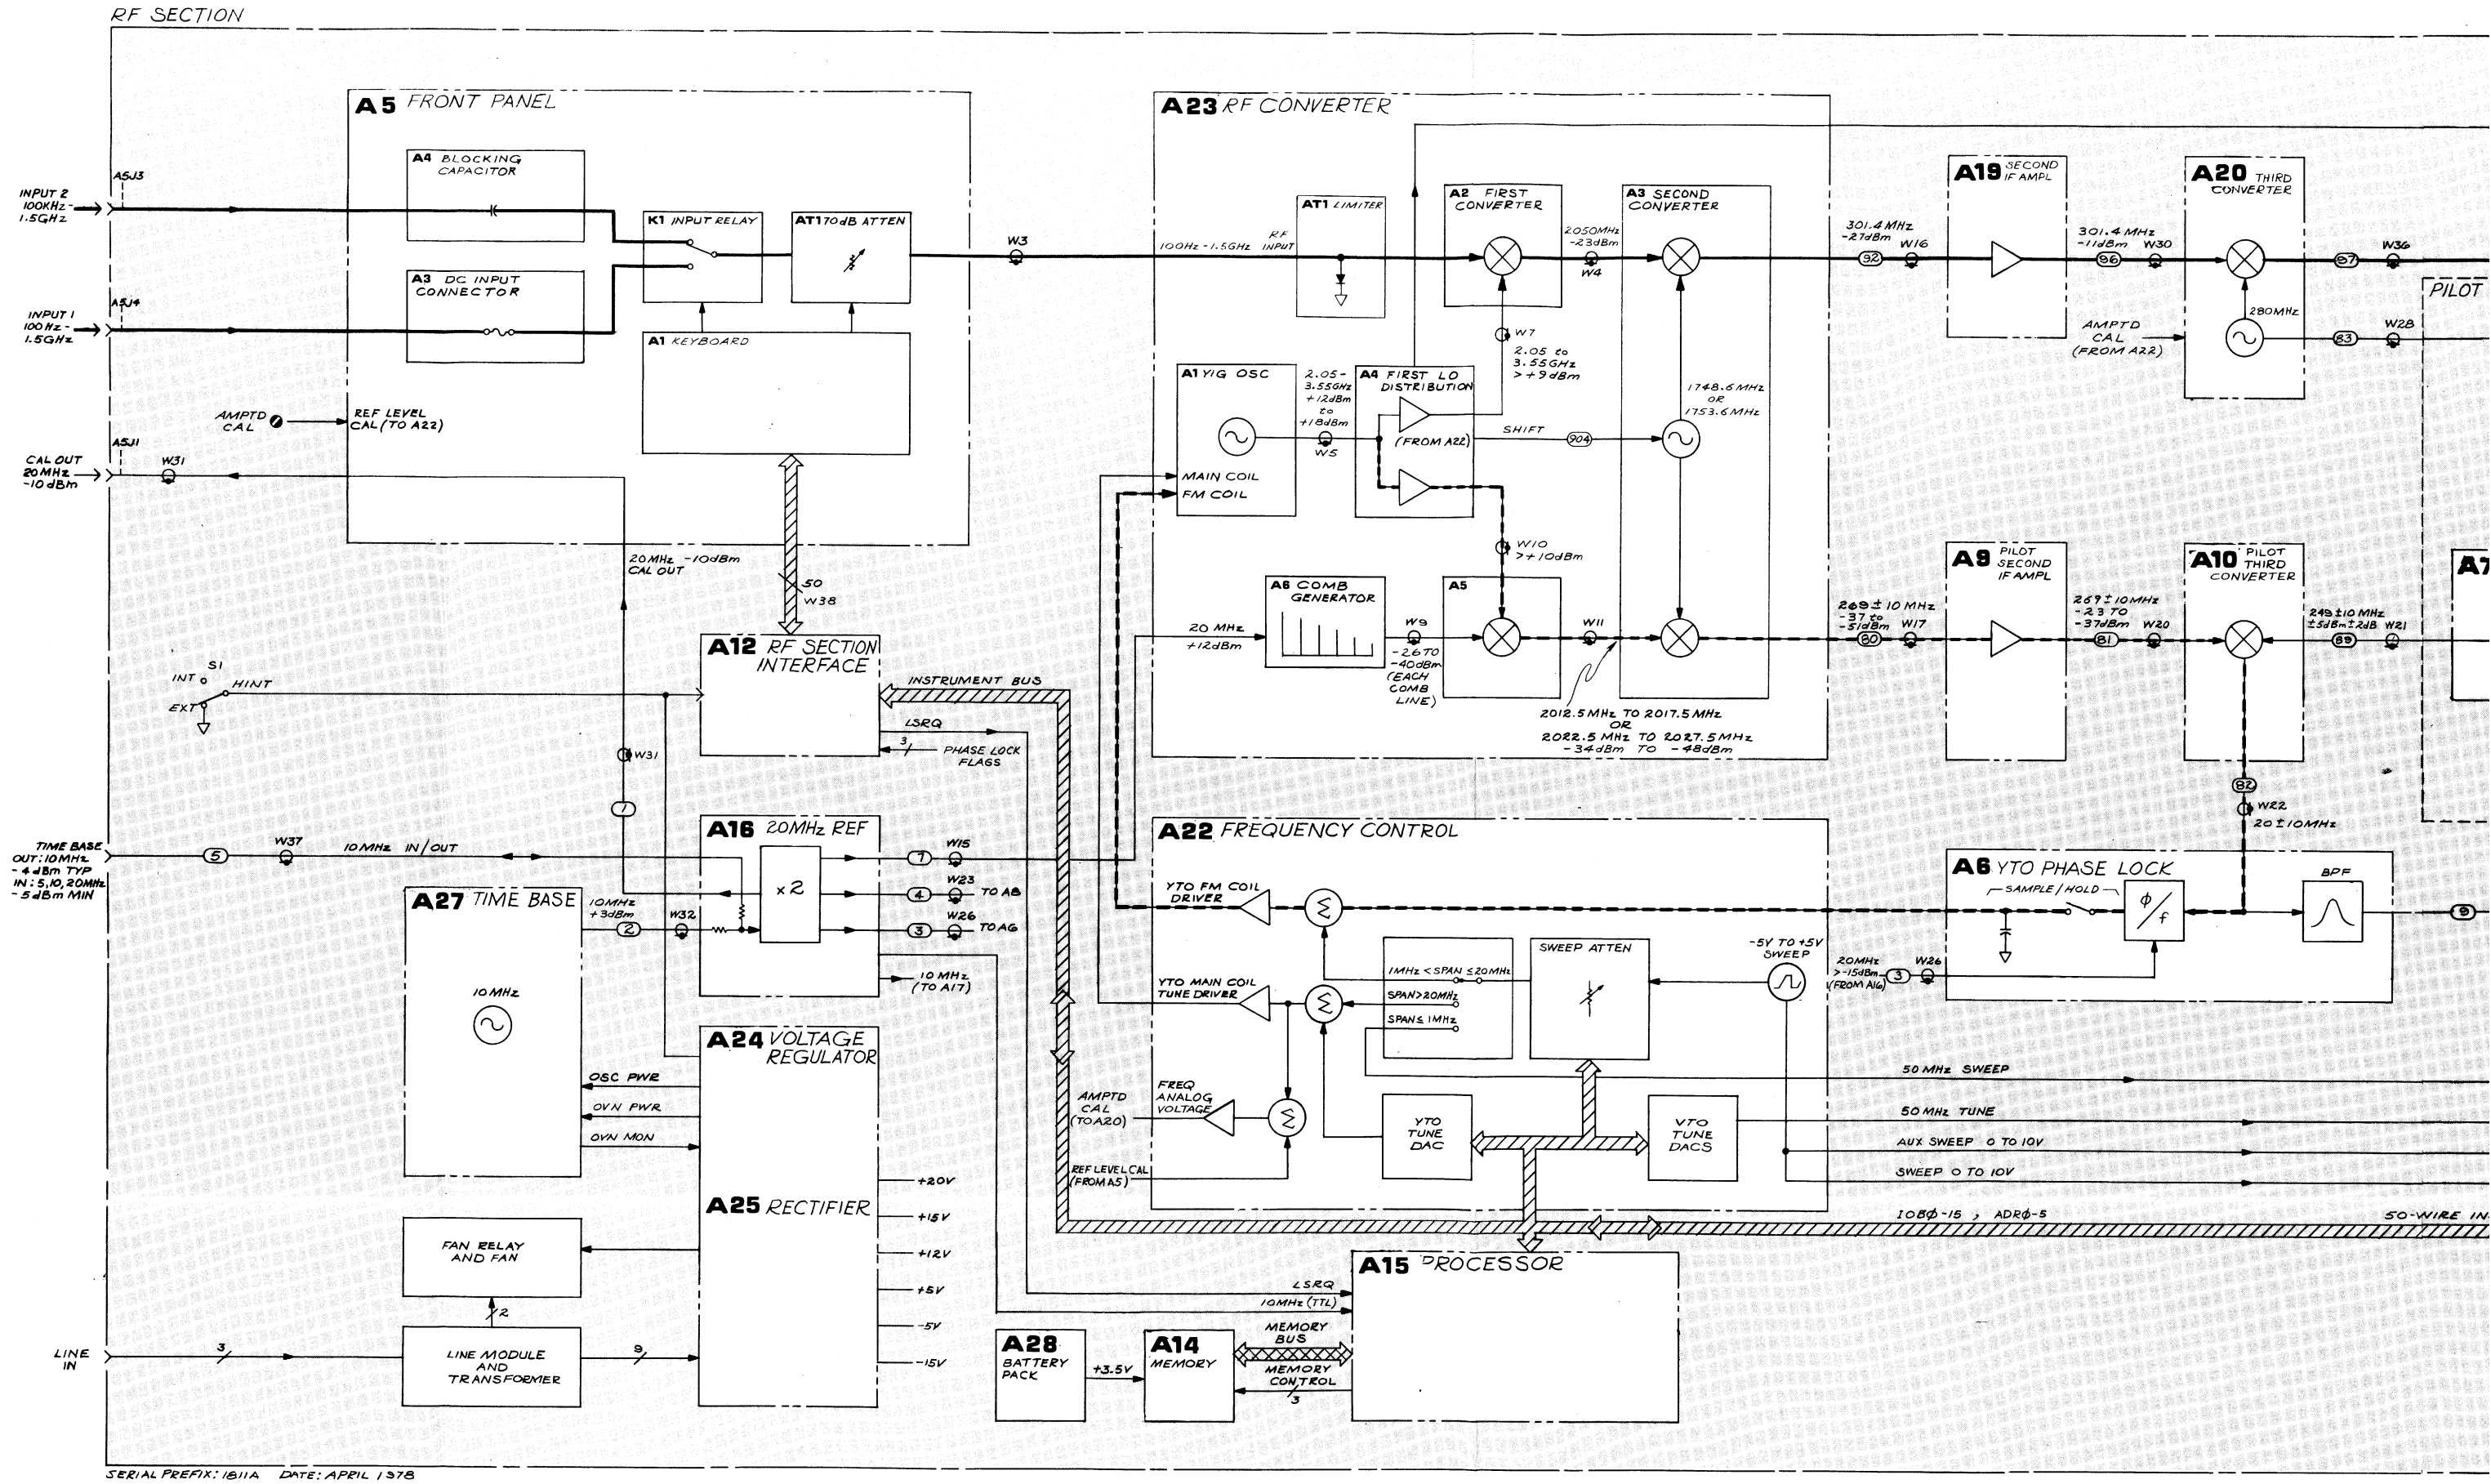 RF SECTION
A5 FRONT PANEL
A4 BLOCKING
CAPACITOR
A5J3
INPUT 2
100KHz-
1.5GHz
K1 INPUT RELAY
AT1 70dB ATTEN
W3
A3 DC INPUT
CONNECTOR
A5J4
INPUT 1
100Hz-
1.5GHz
A1 KEYBOARD
AMPTD
CAL
REF LEVEL
CAL (TO A22)
A5J1
CAL OUT
20MHz
-10dBm
W31
20MHz -10dBm
CAL OUT
50
W38
A23 RF CONVERTER
AT1 LIMITER
100Hz-1.5GHz
RF
INPUT
A2 FIRST
CONVERTER
2050MHz
-23dBm
W4
A3 SECOND
CONVERTER
W7
2.05 to
3.55GHz
>+9dBm
A1 YIG OSC
MAIN COIL
FM COIL
2.05-
3.55GHz
+12dBm
to
+18dBm
W5
A4 FIRST LO
DISTRIBUTION
(FROM A22)
SHIFT
904
1748.6MHz
OR
1753.6MHz
W10
>+10dBm
A6 COMB
GENERATOR
20 MHz
+12dBm
W9
-26 TO
-40dBm
(EACH
COMB
LINE)
A5
W11
2012.5MHz TO 2017.5MHz
OR
2022.5 MHz TO 2027.5MHz
-34dBm TO -48dBm
301.4 MHz
-27dBm
92
W16
A19 SECOND
IF AMPL
301.4 MHz
-11dBm
96
W30
A20 THIRD
CONVERTER
97
W36
280MHz
AMPTD
CAL
(FROM A22)
83
W28
PILOT
269±10 MHz
-37 to
-51dBm
80
W17
A9 PILOT
SECOND
IF AMPL
269±10MHz
-23 TO
-37dBm
81
W20
A10 PILOT
THIRD
CONVERTER
249±10MHz
±5dBm±2dB
89
W21
A7
82
W22
20±10MHz
S1
INT
HINT
EXT
A12 RF SECTION
INTERFACE
INSTRUMENT BUS
LSRQ
3
PHASE LOCK
FLAGS
W31
7
TIME BASE
OUT: 10MHz
-4dBm TYP
IN: 5,10,20MHz
-5dBm MIN
5
W37
10MHz IN/OUT
A16 20MHz REF
x2
7
W15
4
W23
TO A8
3
W26
TO A6
10 MHz
(TO A17)
A27 TIME BASE
10MHz
10MHz
+3dBm
2
W32
A24 VOLTAGE
REGULATOR
OSC PWR
OVN PWR
OVN MON
A25 RECTIFIER
+20V
+15V
+12V
+5V
-5V
-15V
FAN RELAY
AND FAN
2
LINE MODULE
AND
TRANSFORMER
LINE
IN
3
9
A22 FREQUENCY CONTROL
YTO FM COIL
DRIVER
Σ
SWEEP ATTEN
-5V TO +5V
SWEEP
1MHz < SPAN ≤20MHz
SPAN>20MHz
SPAN≤ 1MHz
YTO MAIN COIL
TUNE DRIVER
Σ
FREQ
ANALOG
VOLTAGE
AMPTD
CAL
(TO A20)
Σ
REF LEVEL CAL
(FROM A5)
YTO
TUNE
DAC
VTO
TUNE
DACS
A6 YTO PHASE LOCK
SAMPLE/HOLD
ϕ/f
BPF
9
20MHz
>-15dBm
(FROM A16)
3
W26
50 MHz SWEEP
50 MHz TUNE
AUX SWEEP 0 TO 10V
SWEEP 0 TO 10V
IOBØ-15 , ADRØ-5
50-WIRE IN
A15 PROCESSOR
LSRQ
10MHz (TTL)
A28
BATTERY
PACK
+3.5V
A14
MEMORY
MEMORY
BUS
MEMORY
CONTROL
3
SERIAL PREFIX: 1811A DATE: APRIL 1978